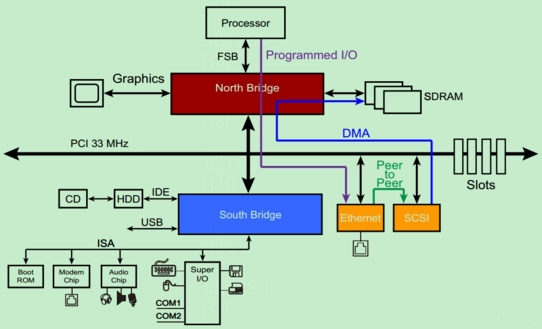 Processor
FSB
Programmed I/O
Graphics
North Bridge
SDRAM
DMA
PCI 33 MHz
Peer
to
Peer
Slots
CD
HDD
IDE
USB
South Bridge
Ethernet
SCSI
ISA
Boot
ROM
Modem
Chip
Audio
Chip
Super
I/O
COM1
COM2